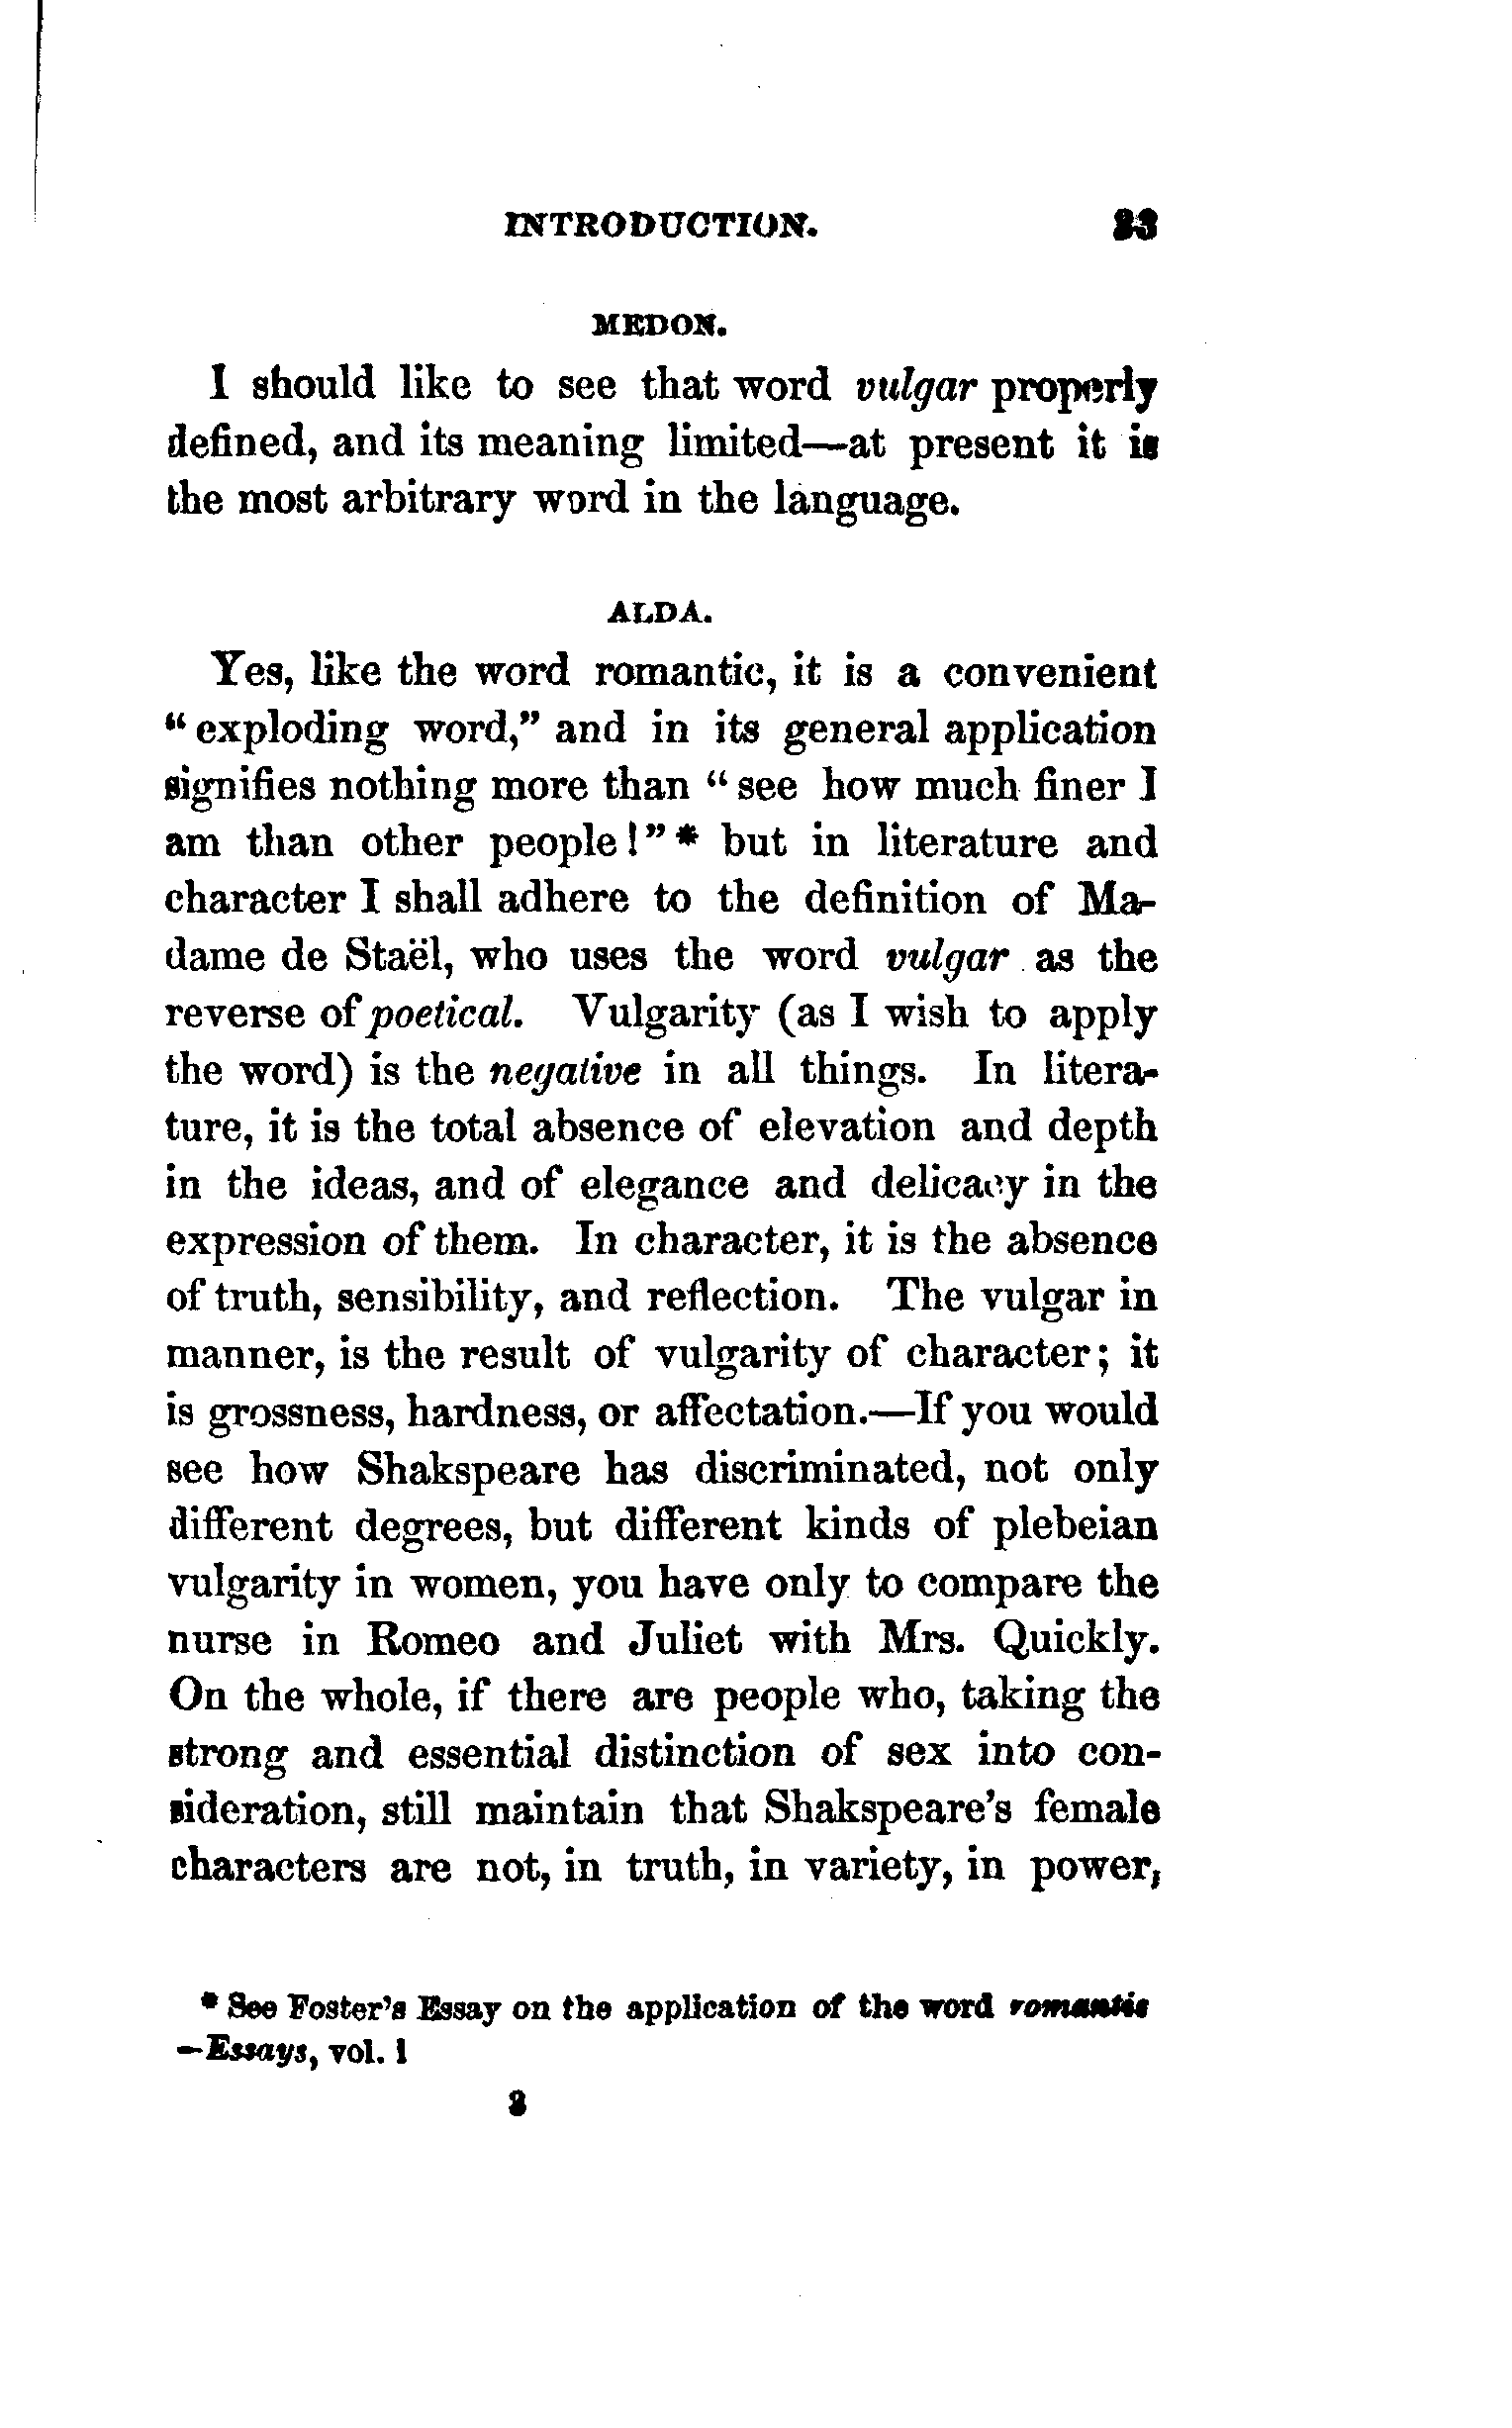 INTRODUCTION. 33
MEDON.
I should like to see that word vulgar properly
defined, and its meaning limited—at present it is
the most arbitrary word in the language.
ALDA.
Yes, like the word romantic, it is a convenient
“exploding word,” and in its general application
signifies nothing more than “see how much finer I
am than other people!”* but in literature and
character I shall adhere to the definition of Ma-
dame de Staël, who uses the word vulgar as the
reverse of poetical. Vulgarity (as I wish to apply
the word) is the negative in all things. In litera-
ture, it is the total absence of elevation and depth
in the ideas, and of elegance and delicacy in the
expression of them. In character, it is the absence
of truth, sensibility, and reflection. The vulgar in
manner, is the result of vulgarity of character; it
is grossness, hardness, or affectation.—If you would
see how Shakspeare has discriminated, not only
different degrees, but different kinds of plebeian
vulgarity in women, you have only to compare the
nurse in Romeo and Juliet with Mrs. Quickly.
On the whole, if there are people who, taking the
strong and essential distinction of sex into con-
sideration, still maintain that Shakspeare's female
characters are not, in truth, in variety, in power,
* See Foster's Essay on the application of the word romantic
—Essays, vol. I
3